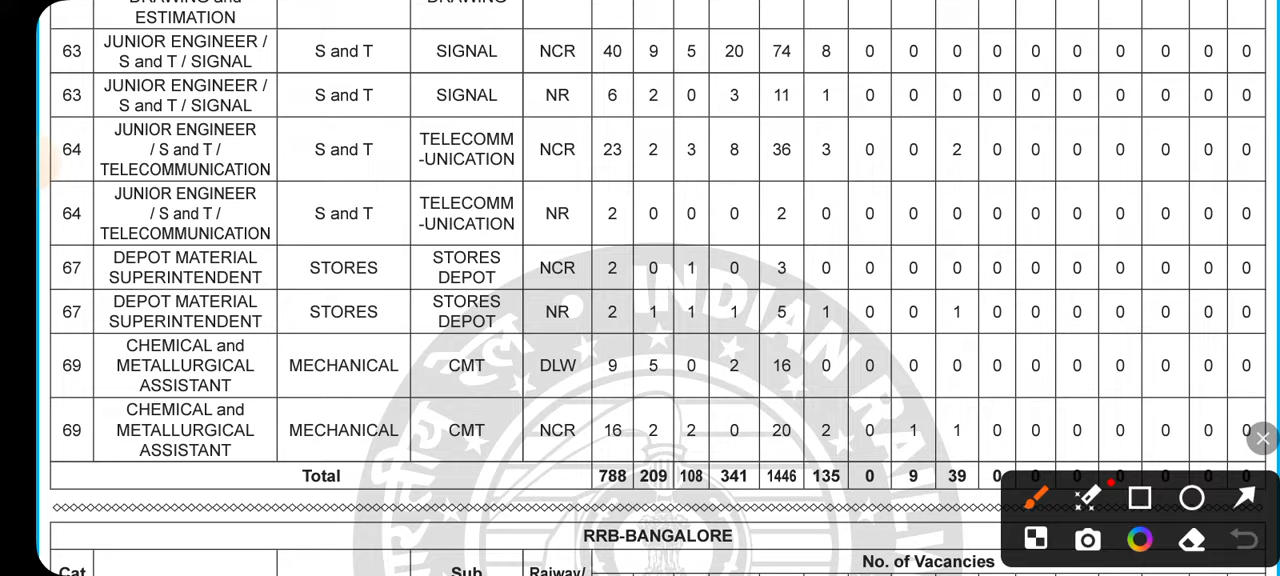 ESTIMATION
63 JUNIOR ENGINEER / S and T / SIGNAL S and T SIGNAL NCR 40 9 5 20 74 8 0 0 0 0 0 0 0 0 0 0
63 JUNIOR ENGINEER / S and T / SIGNAL S and T SIGNAL NR 6 2 0 3 11 1 0 0 0 0 0 0 0 0 0 0
64 JUNIOR ENGINEER / S and T / TELECOMMUNICATION S and T TELECOMM -UNICATION NCR 23 2 3 8 36 3 0 0 2 0 0 0 0 0 0 0
64 JUNIOR ENGINEER / S and T / TELECOMMUNICATION S and T TELECOMM -UNICATION NR 2 0 0 0 2 0 0 0 0 0 0 0 0 0 0 0
67 DEPOT MATERIAL SUPERINTENDENT STORES STORES DEPOT NCR 2 0 1 0 3 0 0 0 0 0 0 0 0 0 0 0
67 DEPOT MATERIAL SUPERINTENDENT STORES STORES DEPOT NR 2 1 1 1 5 1 0 0 1 0 0 0 0 0 0 0
69 CHEMICAL and METALLURGICAL ASSISTANT MECHANICAL CMT DLW 9 5 0 2 16 0 0 0 0 0 0 0 0 0 0 0
69 CHEMICAL and METALLURGICAL ASSISTANT MECHANICAL CMT NCR 16 2 2 0 20 2 0 1 1 0 0 0 0 0 0 0
Total 788 209 108 341 1446 135 0 9 39 0
RRB-BANGALORE
No. of Vacancies
Cat Sub Raiway/
INDIAN RAIL